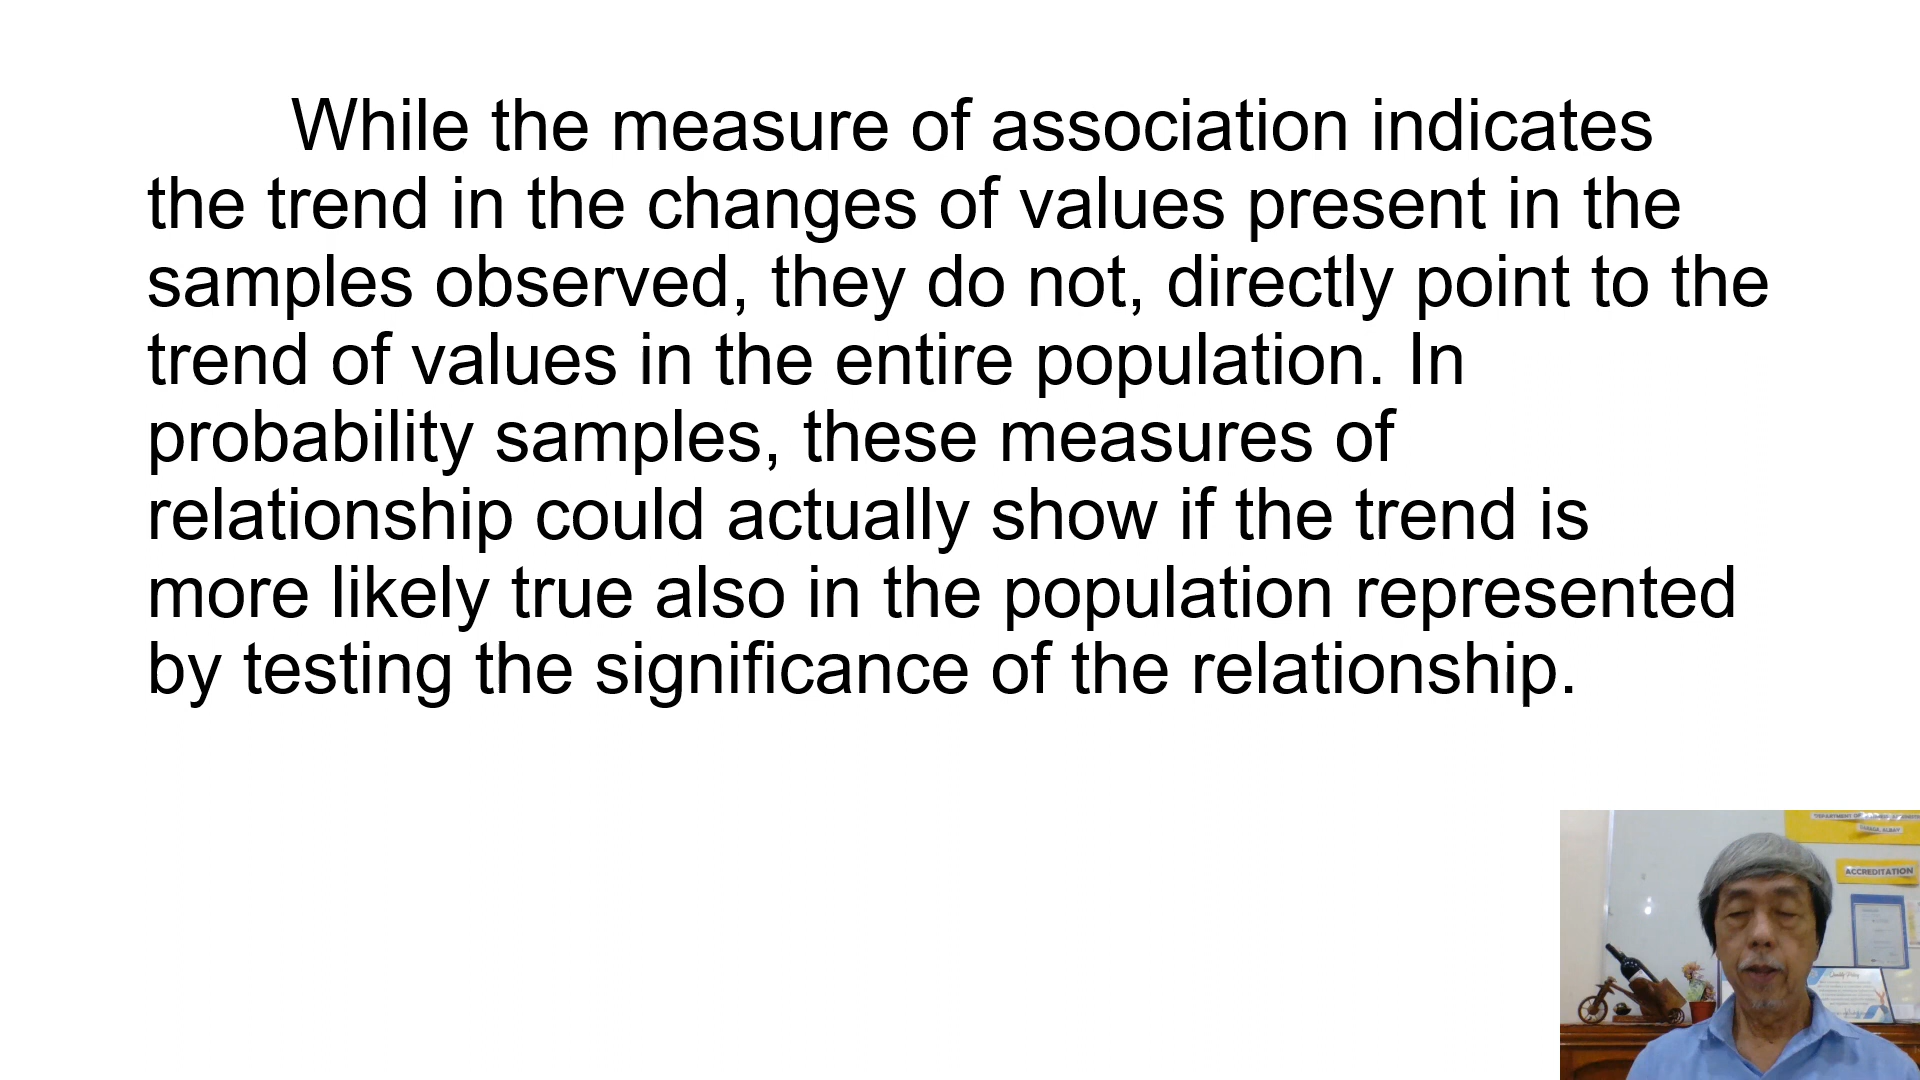 While the measure of association indicates
the trend in the changes of values present in the
samples observed, they do not, directly point to the
trend of values in the entire population. In
probability samples, these measures of
relationship could actually show if the trend is
more likely true also in the population represented
by testing the significance of the relationship.
ACCREDITATION